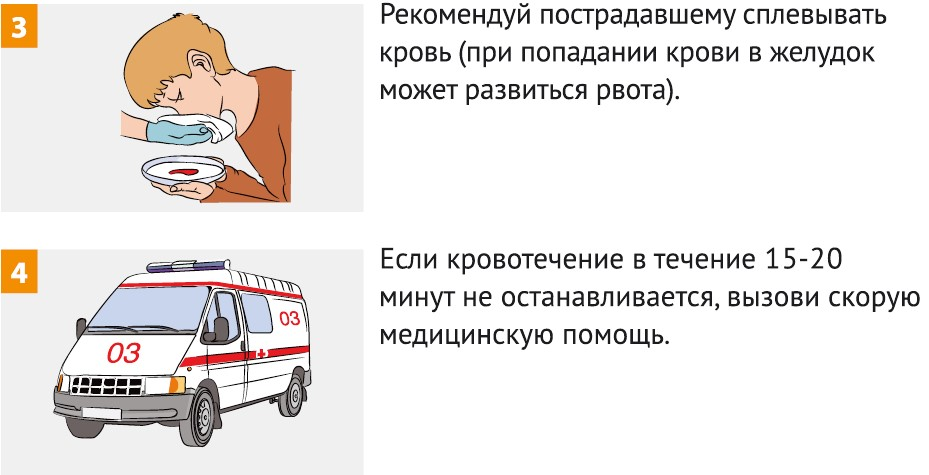 3
Рекомендуй пострадавшему сплевывать
кровь (при попадании крови в желудок
может развиться рвота).
4
Если кровотечение в течение 15-20
минут не останавливается, вызови скорую
медицинскую помощь.
03
03